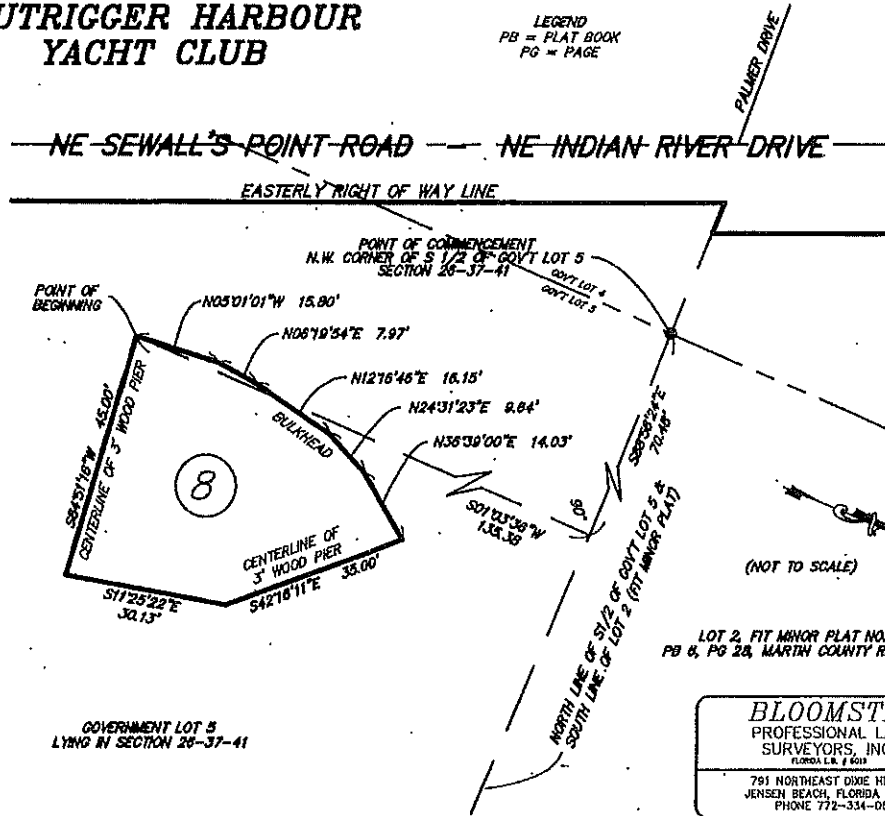 UTRIGGER HARBOUR
YACHT CLUB
LEGEND
PB = PLAT BOOK
PG = PAGE
PALMER DRIVE
NE SEWALL'S POINT ROAD — NE INDIAN RIVER DRIVE
EASTERLY RIGHT OF WAY LINE
POINT OF COMMENCEMENT
N.W. CORNER OF S 1/2 OF GOV'T LOT 5
SECTION 26-37-41
GOV'T LOT 4
GOV'T LOT 5
POINT OF
BEGINNING
N05°01'01"W 15.80'
N06°19'54"E 7.97'
N12°16'46"E 16.15'
N24°31'23"E 9.64'
N36°39'00"E 14.03'
BULKHEAD
S84°51'16"W 45.00'
CENTERLINE OF 3' WOOD PIER
8
CENTERLINE OF
3' WOOD PIER
S42°16'11"E 35.00'
S11°25'22"E
30.13'
S01°03'36"W
135.38
90°
S88°56'24"E
70.48'
NORTH LINE OF S1/2 OF GOV'T LOT 5 &
SOUTH LINE OF LOT 2 (FIT MINOR PLAT)
(NOT TO SCALE)
LOT 2, FIT MINOR PLAT NO.
PB 6, PG 28, MARTIN COUNTY R
GOVERNMENT LOT 5
LYING IN SECTION 26-37-41
BLOOMST
PROFESSIONAL LA
SURVEYORS, INC
FLORIDA L.B. # 6018
791 NORTHEAST DIXIE HI
JENSEN BEACH, FLORIDA
PHONE 772-334-08